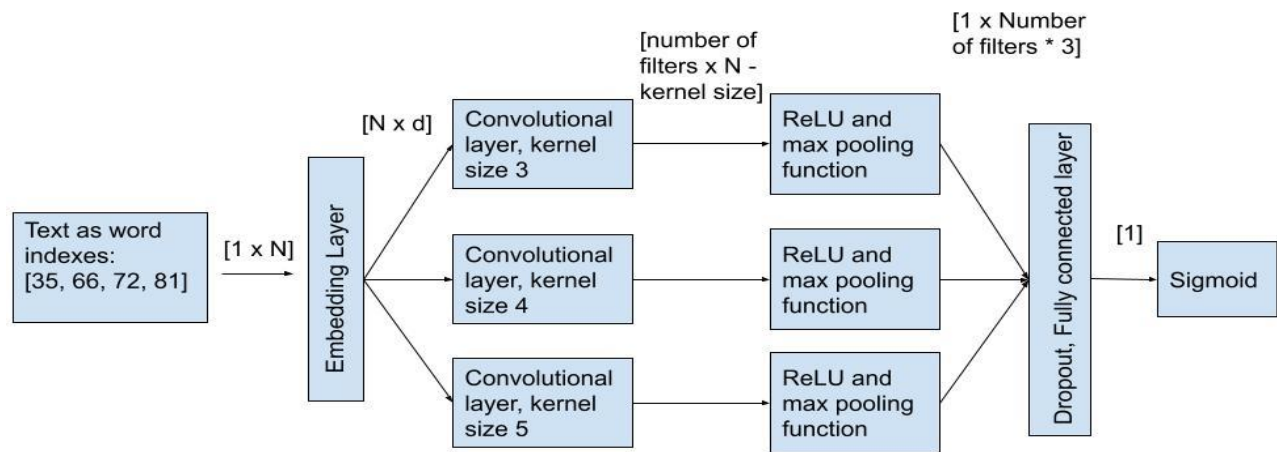 [1 x Number
of filters * 3]
[number of
filters x N -
kernel size]
[N x d]
Convolutional
layer, kernel
size 3
ReLU and
max pooling
function
Text as word
indexes:
[35, 66, 72, 81]
[1 x N]
Embedding Layer
Convolutional
layer, kernel
size 4
ReLU and
max pooling
function
Dropout, Fully connected layer
[1]
Sigmoid
Convolutional
layer, kernel
size 5
ReLU and
max pooling
function